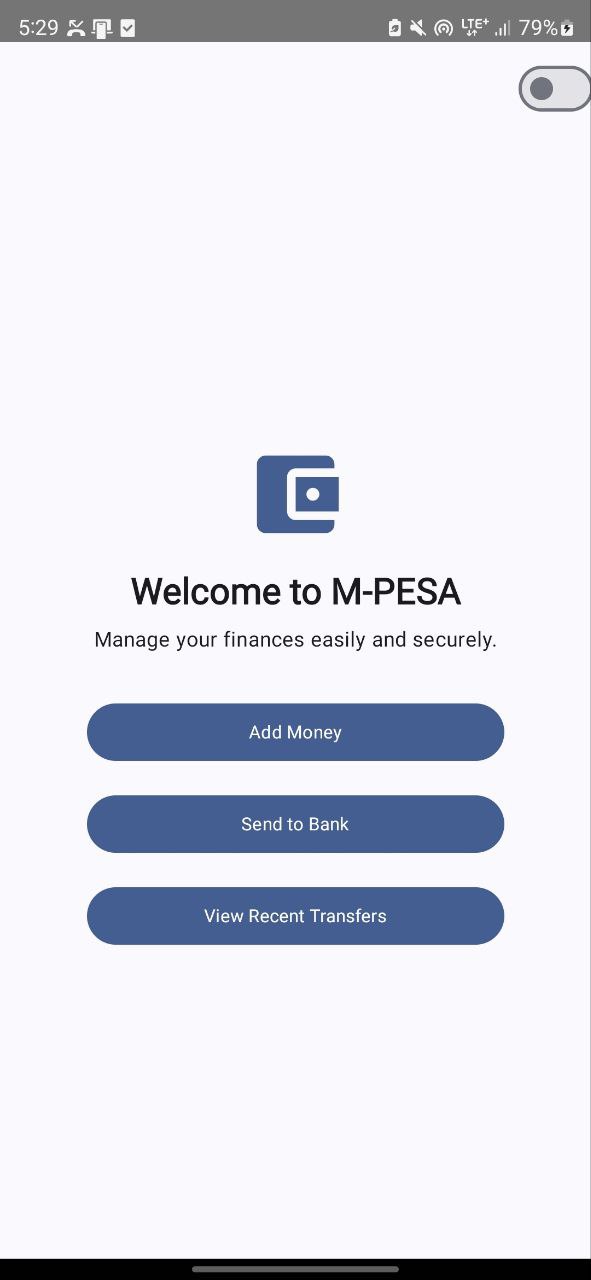 5:29 LTE+ 79%
Welcome to M-PESA
Manage your finances easily and securely.
Add Money
Send to Bank
View Recent Transfers